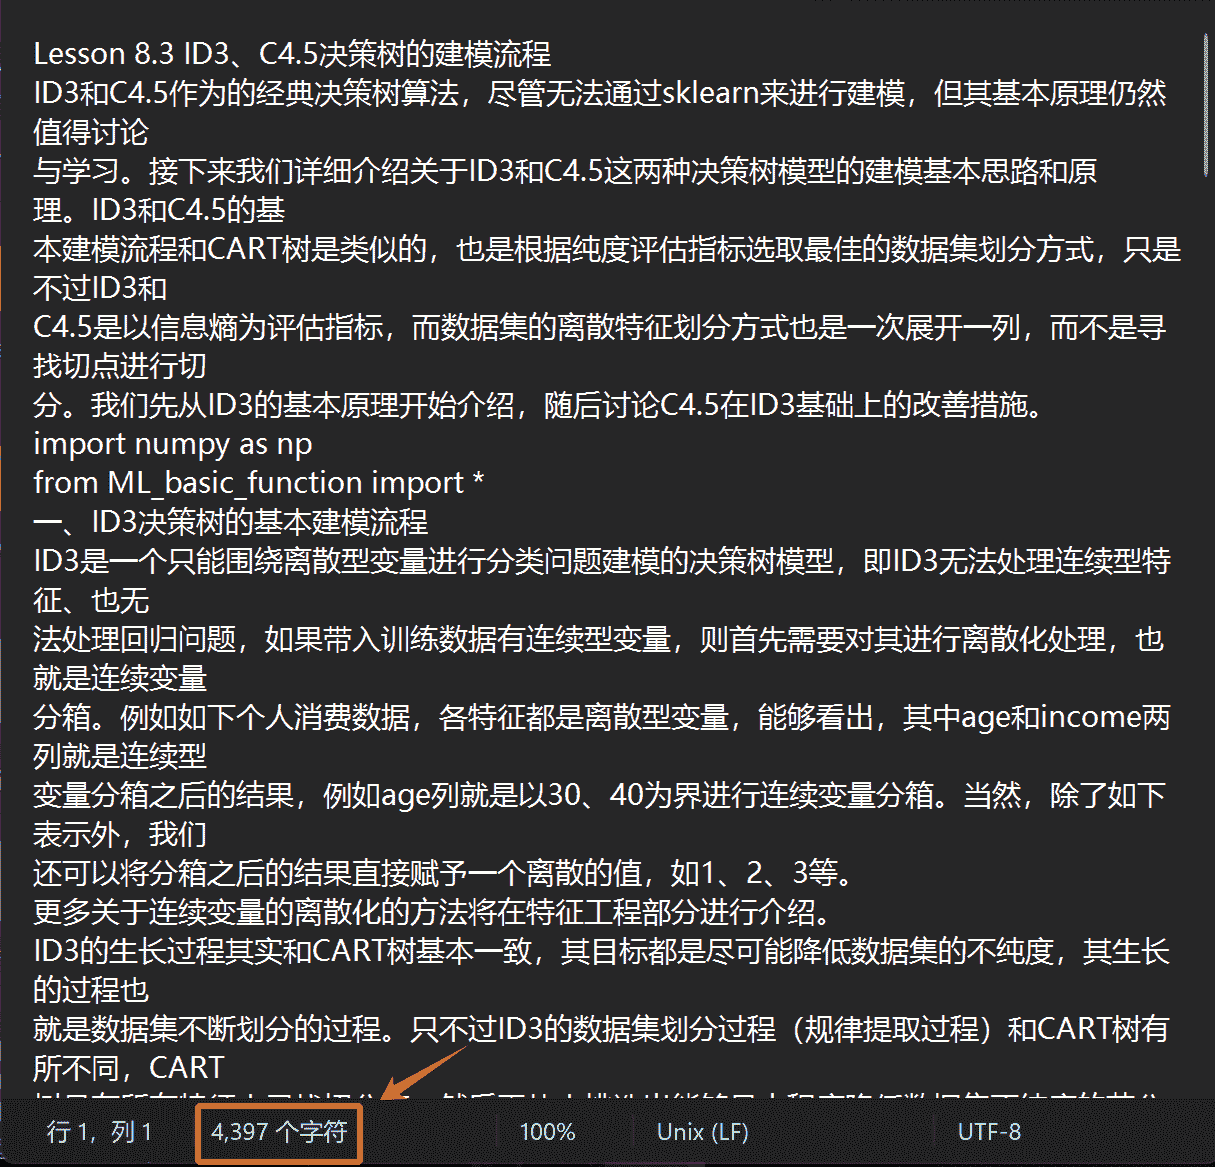 Lesson 8.3 ID3、C4.5决策树的建模流程
ID3和C4.5作为的经典决策树算法，尽管无法通过sklearn来进行建模，但其基本原理仍然
值得讨论
与学习。接下来我们详细介绍关于ID3和C4.5这两种决策树模型的建模基本思路和原
理。ID3和C4.5的基
本建模流程和CART树是类似的，也是根据纯度评估指标选取最佳的数据集划分方式，只是
不过ID3和
C4.5是以信息熵为评估指标，而数据集的离散特征划分方式也是一次展开一列，而不是寻
找切点进行切
分。我们先从ID3的基本原理开始介绍，随后讨论C4.5在ID3基础上的改善措施。
import numpy as np
from ML_basic_function import *
一、ID3决策树的基本建模流程
ID3是一个只能围绕离散型变量进行分类问题建模的决策树模型，即ID3无法处理连续型特
征、也无
法处理回归问题，如果带入训练数据有连续型变量，则首先需要对其进行离散化处理，也
就是连续变量
分箱。例如如下个人消费数据，各特征都是离散型变量，能够看出，其中age和income两
列就是连续型
变量分箱之后的结果，例如age列就是以30、40为界进行连续变量分箱。当然，除了如下
表示外，我们
还可以将分箱之后的结果直接赋予一个离散的值，如1、2、3等。
更多关于连续变量的离散化的方法将在特征工程部分进行介绍。
ID3的生长过程其实和CART树基本一致，其目标都是尽可能降低数据集的不纯度，其生长
的过程也
就是数据集不断划分的过程。只不过ID3的数据集划分过程（规律提取过程）和CART树有
所不同，CART
行 1，列 1
4,397 个字符
100%
Unix (LF)
UTF-8